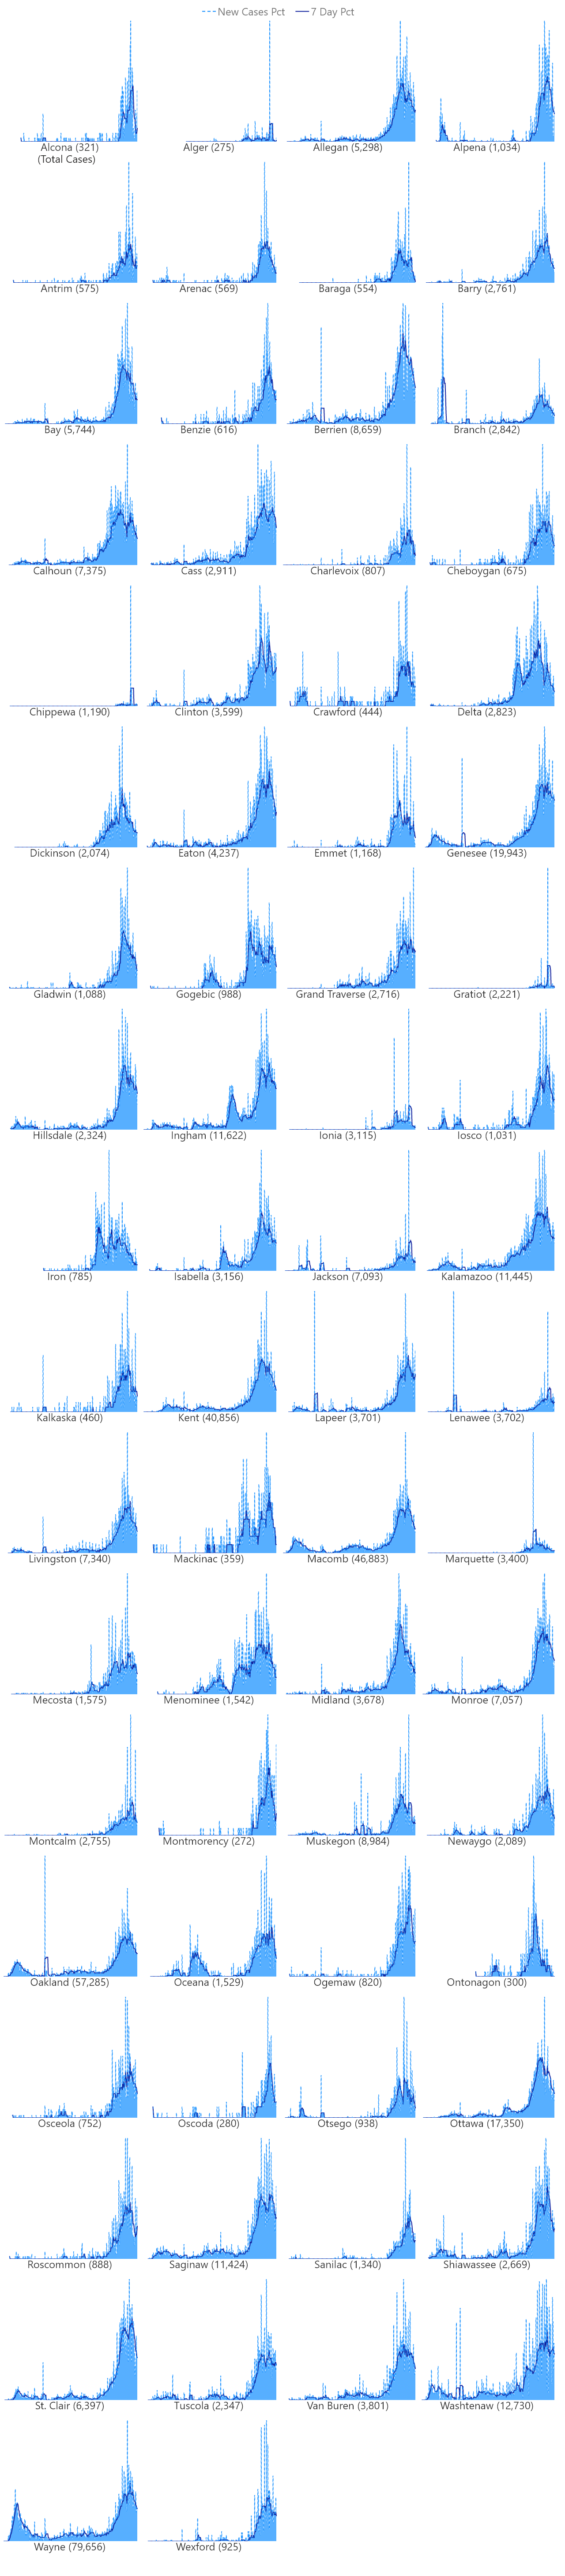 New Cases Pct 7 Day Pct
Alcona (321) Alger (275) Allegan (5,298) Alpena (1,034)
(Total Cases)
Antrim (575) Arenac (569) Baraga (554) Barry (2,761)
Bay (5,744) Benzie (616) Berrien (8,659) Branch (2,842)
Calhoun (7,375) Cass (2,911) Charlevoix (807) Cheboygan (675)
Chippewa (1,190) Clinton (3,599) Crawford (444) Delta (2,823)
Dickinson (2,074) Eaton (4,237) Emmet (1,168) Genesee (19,943)
Gladwin (1,088) Gogebic (988) Grand Traverse (2,716) Gratiot (2,221)
Hillsdale (2,324) Ingham (11,622) Ionia (3,115) Iosco (1,031)
Iron (785) Isabella (3,156) Jackson (7,093) Kalamazoo (11,445)
Kalkaska (460) Kent (40,856) Lapeer (3,701) Lenawee (3,702)
Livingston (7,340) Mackinac (359) Macomb (46,883) Marquette (3,400)
Mecosta (1,575) Menominee (1,542) Midland (3,678) Monroe (7,057)
Montcalm (2,755) Montmorency (272) Muskegon (8,984) Newaygo (2,089)
Oakland (57,285) Oceana (1,529) Ogemaw (820) Ontonagon (300)
Osceola (752) Oscoda (280) Otsego (938) Ottawa (17,350)
Roscommon (888) Saginaw (11,424) Sanilac (1,340) Shiawassee (2,669)
St. Clair (6,397) Tuscola (2,347) Van Buren (3,801) Washtenaw (12,730)
Wayne (79,656) Wexford (925)